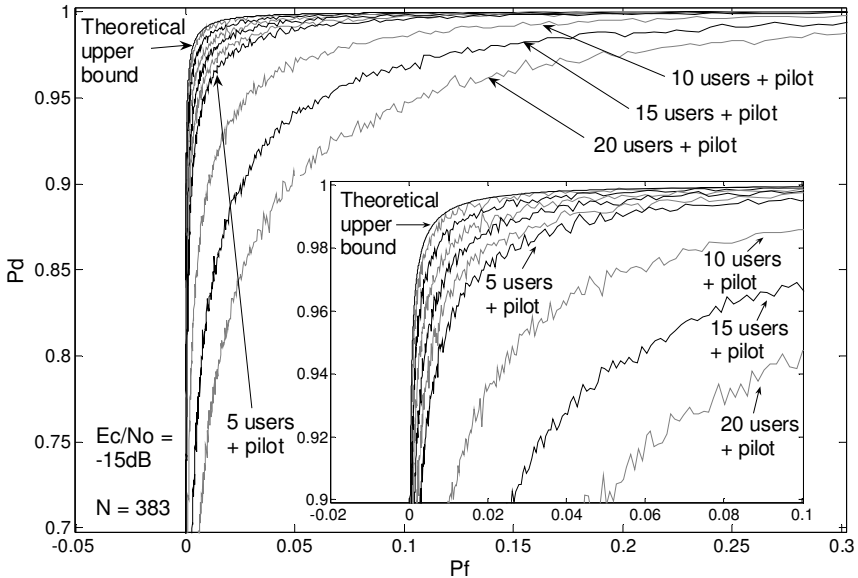 1
0.95
0.9
0.85
0.8
0.75
0.7
Pd
Theoretical
upper
bound
10 users + pilot
15 users + pilot
20 users + pilot
5 users
+ pilot
Ec/No =
-15dB
N = 383
1
0.98
0.96
0.94
0.92
0.9
Theoretical
upper
bound
5 users
+ pilot
10 users
+ pilot
15 users
+ pilot
20 users
+ pilot
-0.02
0
0.02
0.04
0.06
0.08
0.1
-0.05
0
0.05
0.1
0.15
0.2
0.25
0.3
Pf